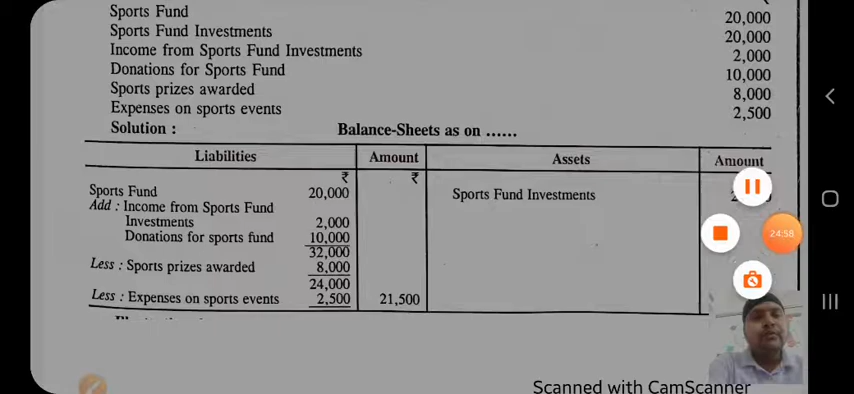 ₹
Sports Fund 20,000
Sports Fund Investments 20,000
Income from Sports Fund Investments 2,000
Donations for Sports Fund 10,000
Sports prizes awarded 8,000
Expenses on sports events 2,500
Solution : Balance-Sheets as on ......
Liabilities Amount Assets Amount
₹ ₹
Sports Fund 20,000 Sports Fund Investments
Add : Income from Sports Fund
Investments 2,000
Donations for sports fund 10,000
32,000
Less : Sports prizes awarded 8,000
24,000
Less : Expenses on sports events 2,500 21,500
24:58
Scanned with CamScanner